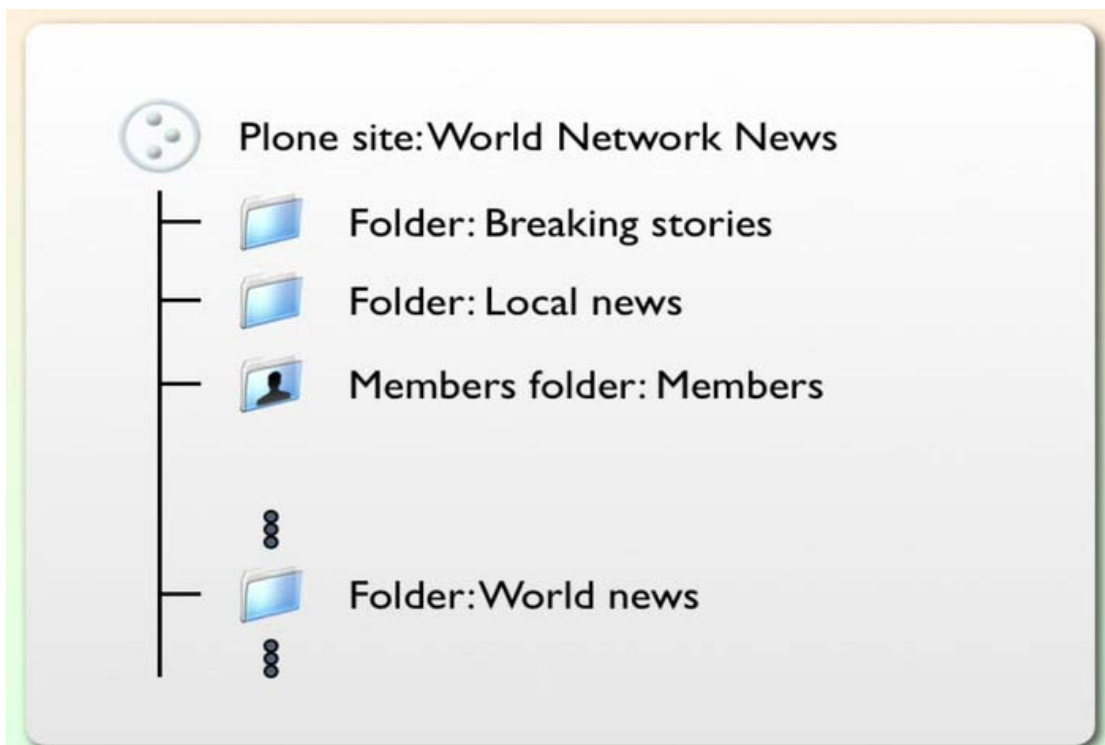 Plone site: World Network News
Folder: Breaking stories
Folder: Local news
Members folder: Members
Folder: World news